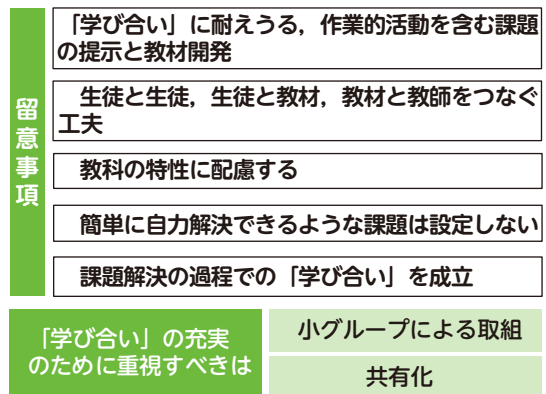 留意事項
「学び合い」に耐えうる，作業的活動を含む課題
の提示と教材開発
生徒と生徒，生徒と教材，教材と教師をつなぐ
工夫
教科の特性に配慮する
簡単に自力解決できるような課題は設定しない
課題解決の過程での「学び合い」を成立
「学び合い」の充実
のために重視すべきは
小グループによる取組
共有化